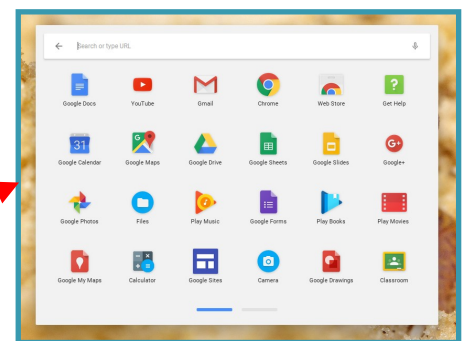 Search or type URL
Google Docs YouTube Gmail Chrome Web Store Get Help
31
G
G+
Google Calendar Google Maps Google Drive Google Sheets Google Slides Google+
Google Photos Files Play Music Google Forms Play Books Play Movies
Google My Maps Calculator Google Sites Camera Google Drawings Classroom